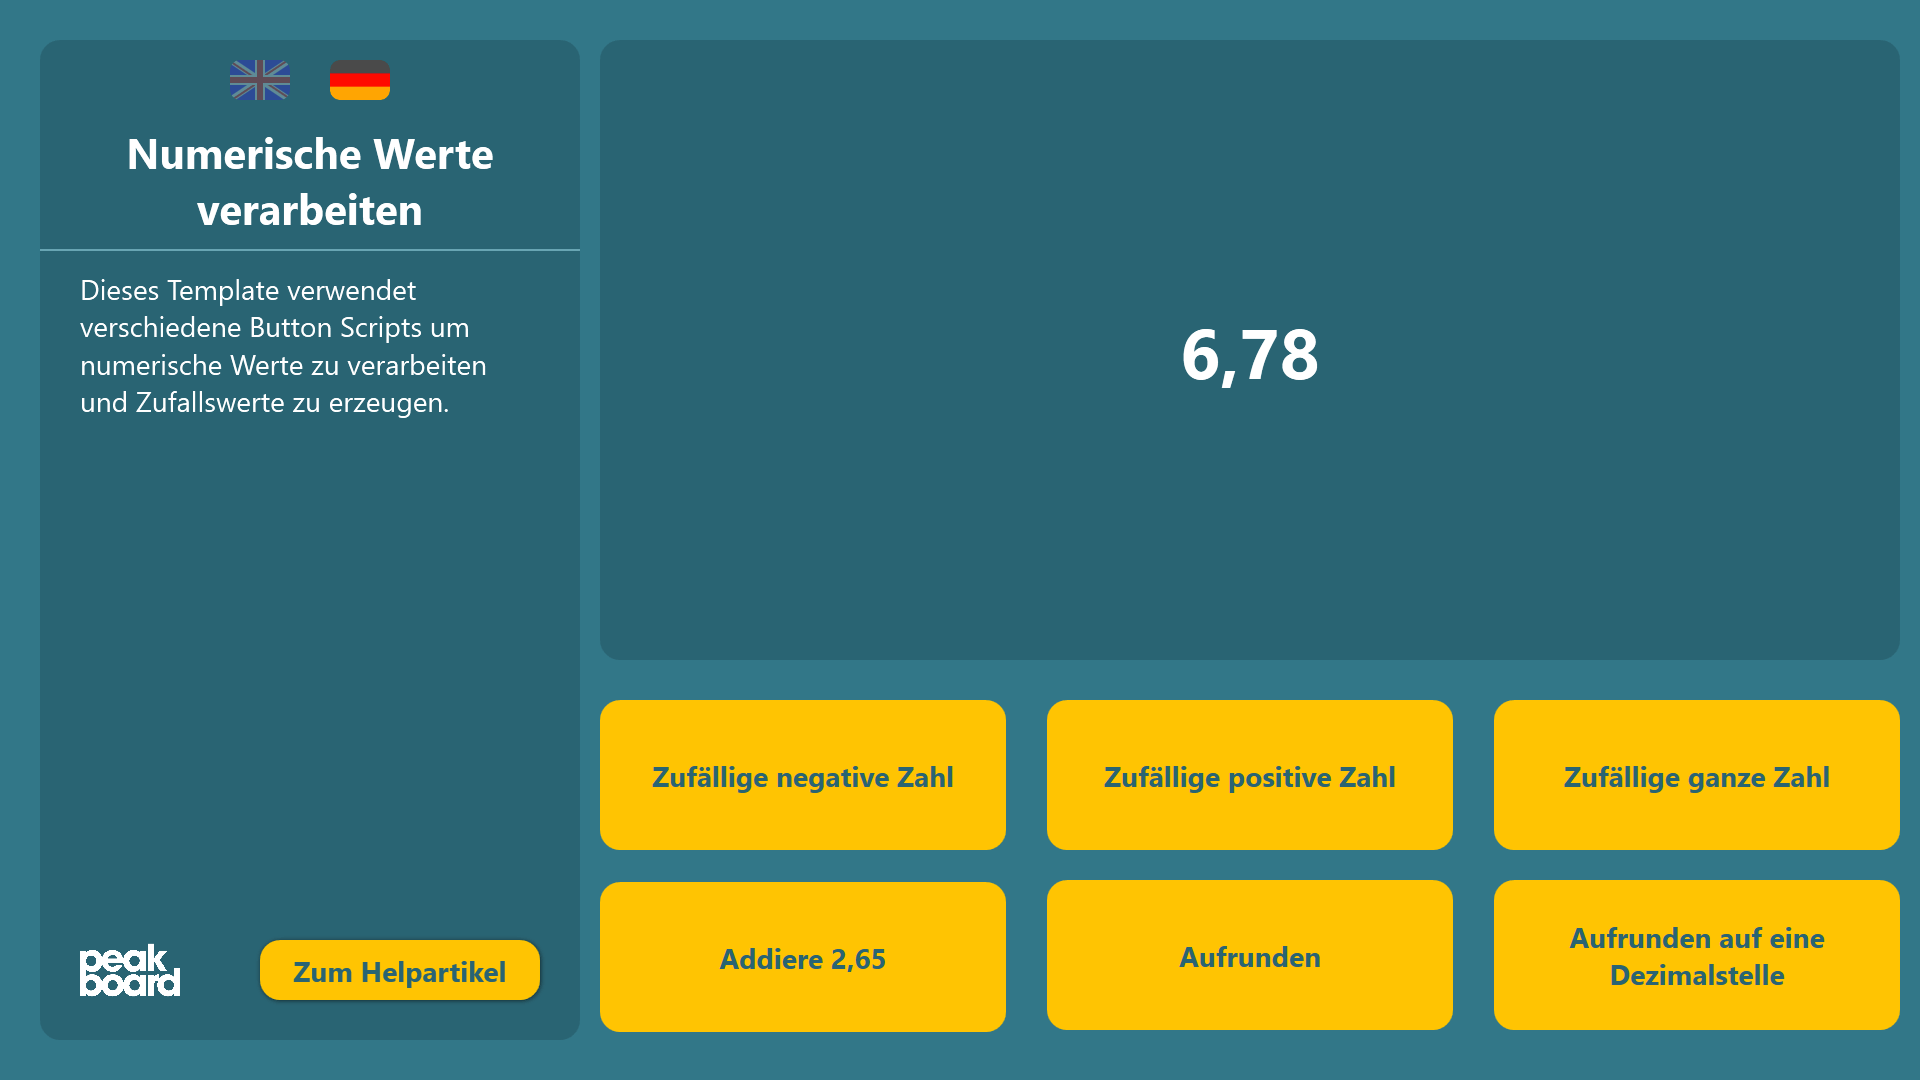 Numerische Werte
verarbeiten
Dieses Template verwendet
verschiedene Button Scripts um
numerische Werte zu verarbeiten
und Zufallswerte zu erzeugen.
peak
board
Zum Helpartikel
6,78
Zufällige negative Zahl
Zufällige positive Zahl
Zufällige ganze Zahl
Addiere 2,65
Aufrunden
Aufrunden auf eine
Dezimalstelle